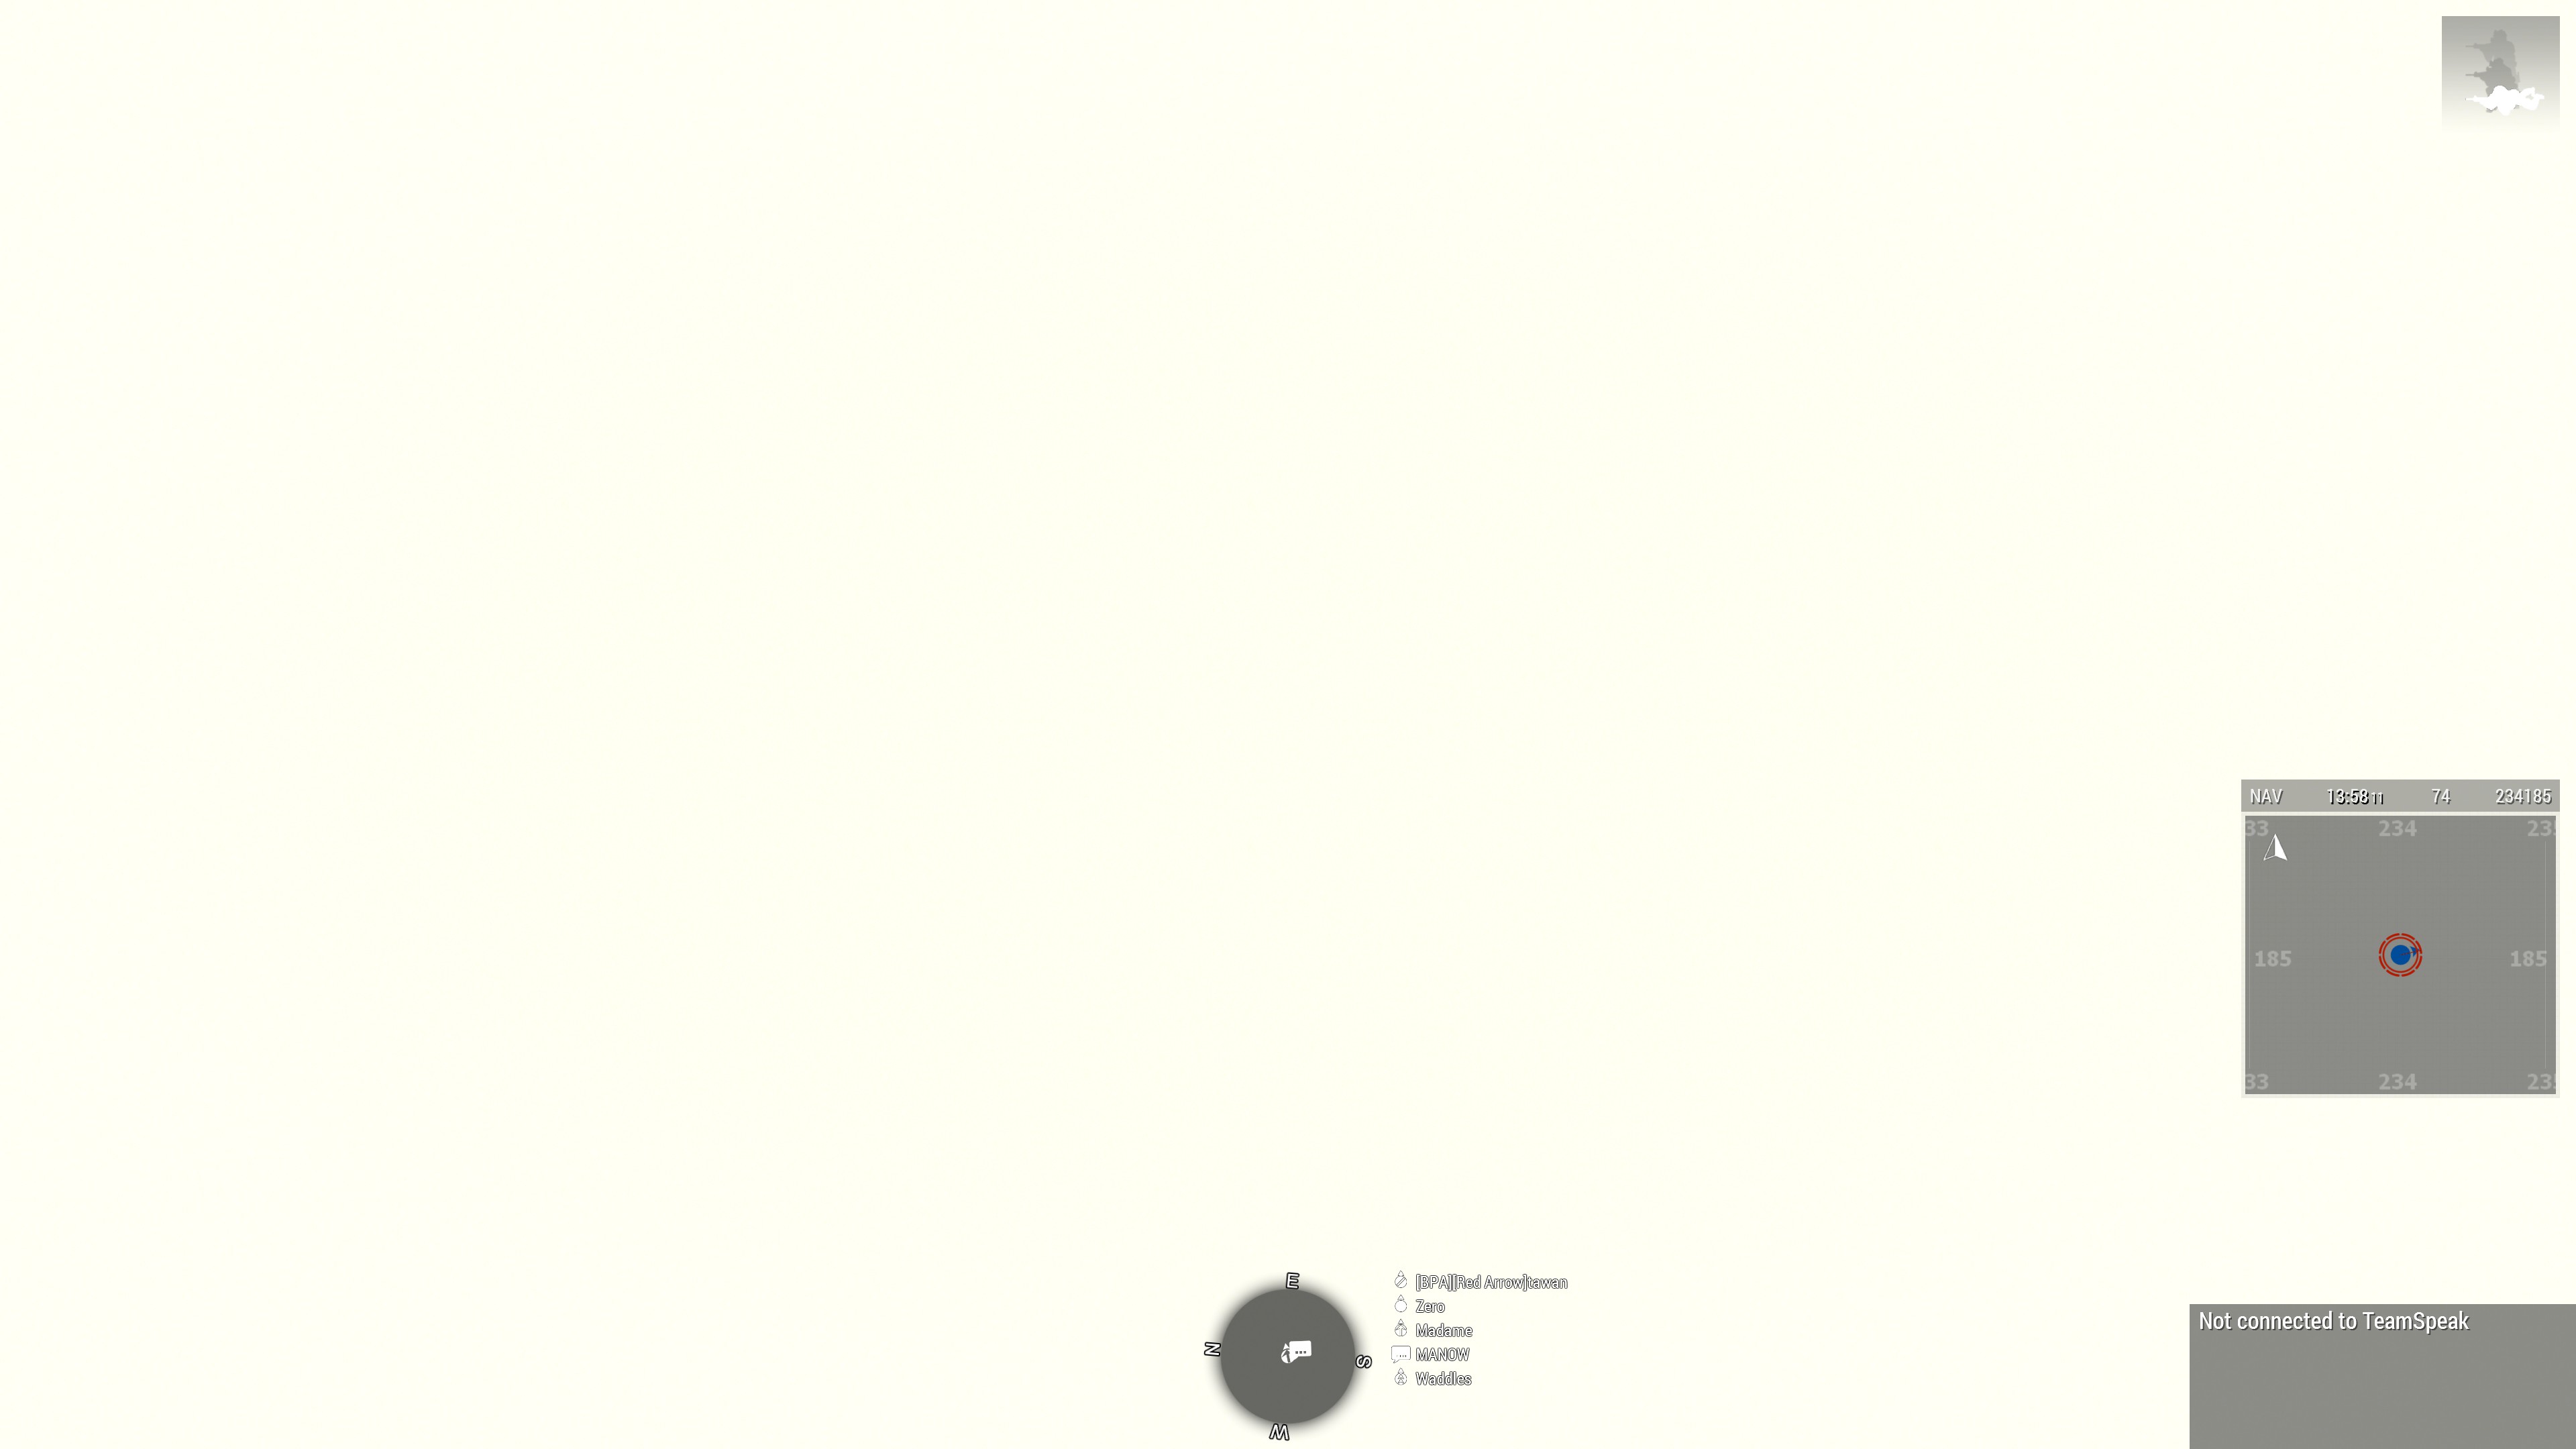 NAV 13:58 11 74 234185
33 234 23
185 185
33 234 23
E
N S
W
[BPA][Red Arrow]tawan
Zero
Madame
MANOW
Waddles
Not connected to TeamSpeak